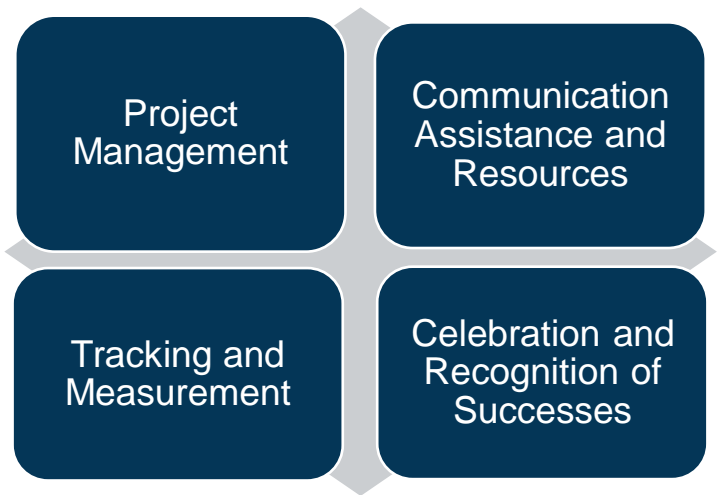 Project
Management
Communication
Assistance and
Resources
Tracking and
Measurement
Celebration and
Recognition of
Successes